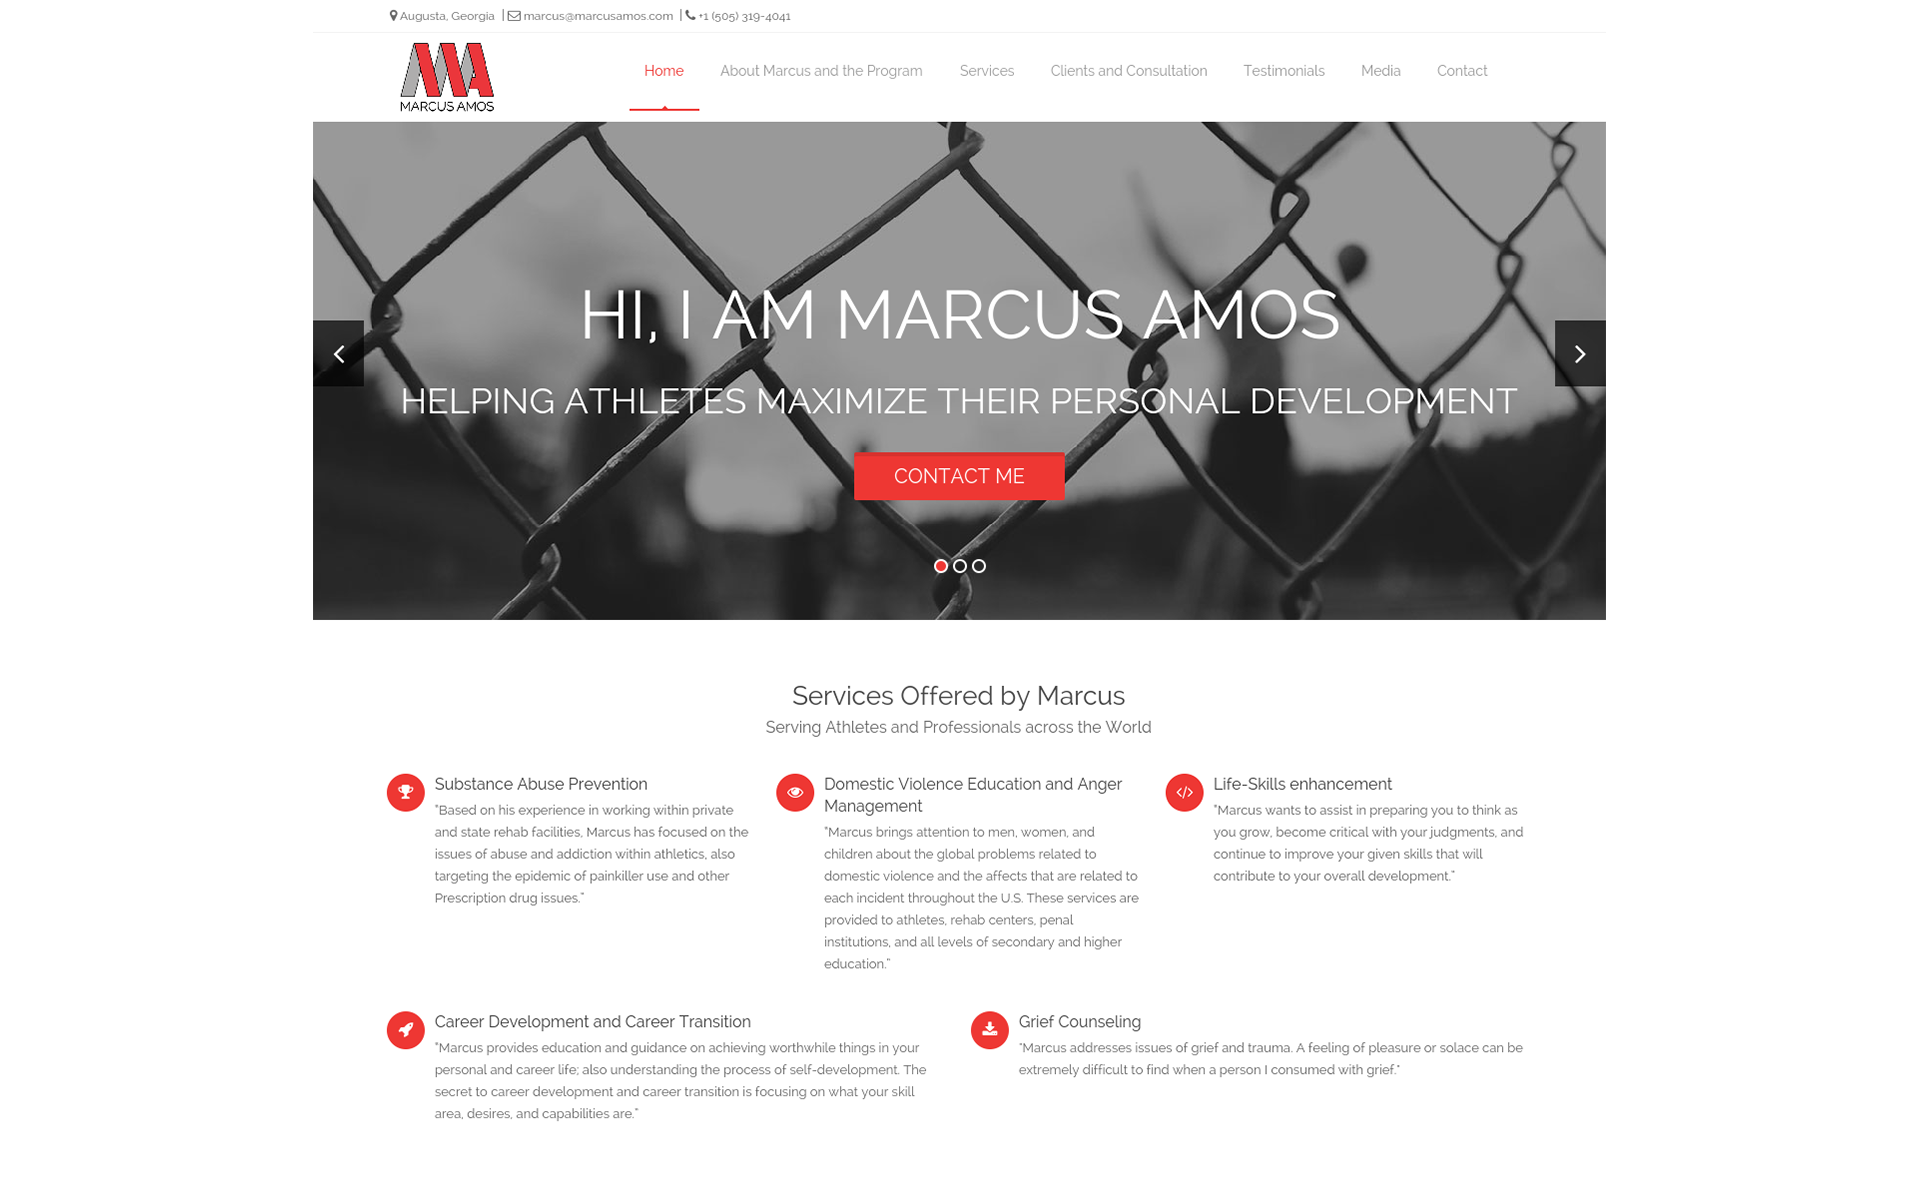 Augusta, Georgia | marcus@marcusamos.com | +1 (505) 319-4041
MARCUS AMOS
Home About Marcus and the Program Services Clients and Consultation Testimonials Media Contact
HI, I AM MARCUS AMOS
HELPING ATHLETES MAXIMIZE THEIR PERSONAL DEVELOPMENT
CONTACT ME
Services Offered by Marcus
Serving Athletes and Professionals across the World
Substance Abuse Prevention
"Based on his experience in working within private
and state rehab facilities, Marcus has focused on the
issues of abuse and addiction within athletics, also
targeting the epidemic of painkiller use and other
Prescription drug issues."
Domestic Violence Education and Anger
Management
"Marcus brings attention to men, women, and
children about the global problems related to
domestic violence and the affects that are related to
each incident throughout the U.S. These services are
provided to athletes, rehab centers, penal
institutions, and all levels of secondary and higher
education."
Life-Skills enhancement
"Marcus wants to assist in preparing you to think as
you grow, become critical with your judgments, and
continue to improve your given skills that will
contribute to your overall development."
Career Development and Career Transition
"Marcus provides education and guidance on achieving worthwhile things in your
personal and career life; also understanding the process of self-development. The
secret to career development and career transition is focusing on what your skill
area, desires, and capabilities are."
Grief Counseling
"Marcus addresses issues of grief and trauma. A feeling of pleasure or solace can be
extremely difficult to find when a person I consumed with grief."